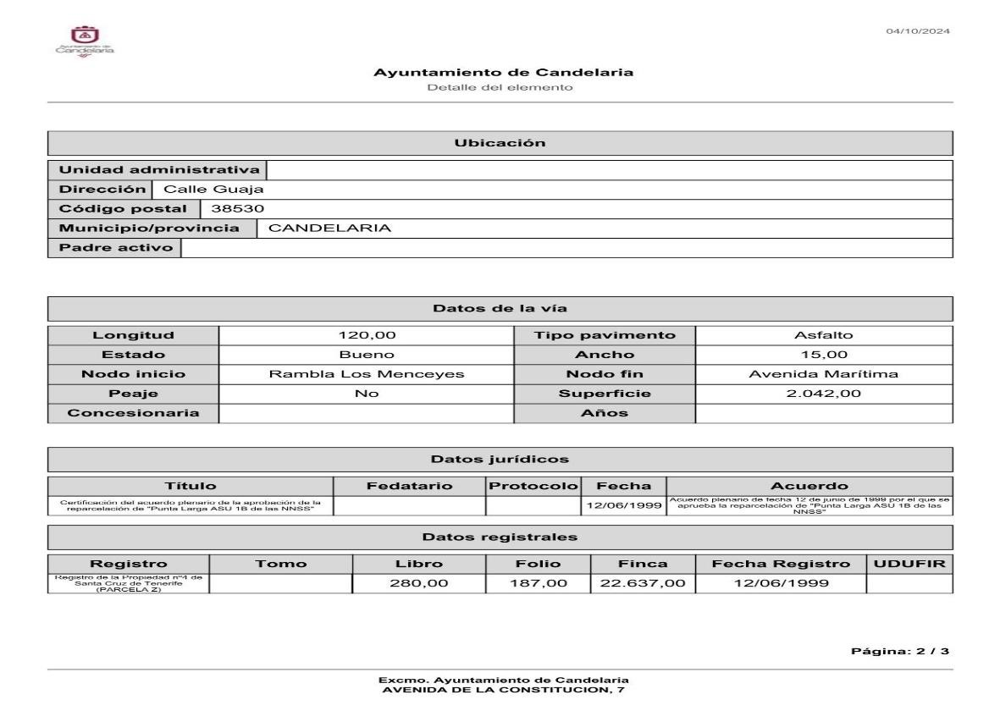 04/10/2024
Ayuntamiento de
Candelaria
Ayuntamiento de Candelaria
Detalle del elemento
Ubicación
Unidad administrativa
Dirección Calle Guaja
Código postal 38530
Municipio/provincia CANDELARIA
Padre activo
Datos de la vía
Longitud 120,00 Tipo pavimento Asfalto
Estado Bueno Ancho 15,00
Nodo inicio Rambla Los Menceyes Nodo fin Avenida Marítima
Peaje No Superficie 2.042,00
Concesionaria Años
Datos jurídicos
Título Fedatario Protocolo Fecha Acuerdo
Certificación del acuerdo plenario de la aprobación de la
reparcelación de "Punta Larga ASU 1B de las NNSS"
12/06/1999
Acuerdo plenario de fecha 12 de junio de 1999 por el que se
aprueba la reparcelación de "Punta Larga ASU 1B de las
NNSS"
Datos registrales
Registro Tomo Libro Folio Finca Fecha Registro UDUFIR
Registro de la Propiedad nº4 de
Santa Cruz de Tenerife
(PARCELA Z)
280,00 187,00 22.637,00 12/06/1999
Página: 2 / 3
Excmo. Ayuntamiento de Candelaria
AVENIDA DE LA CONSTITUCION, 7